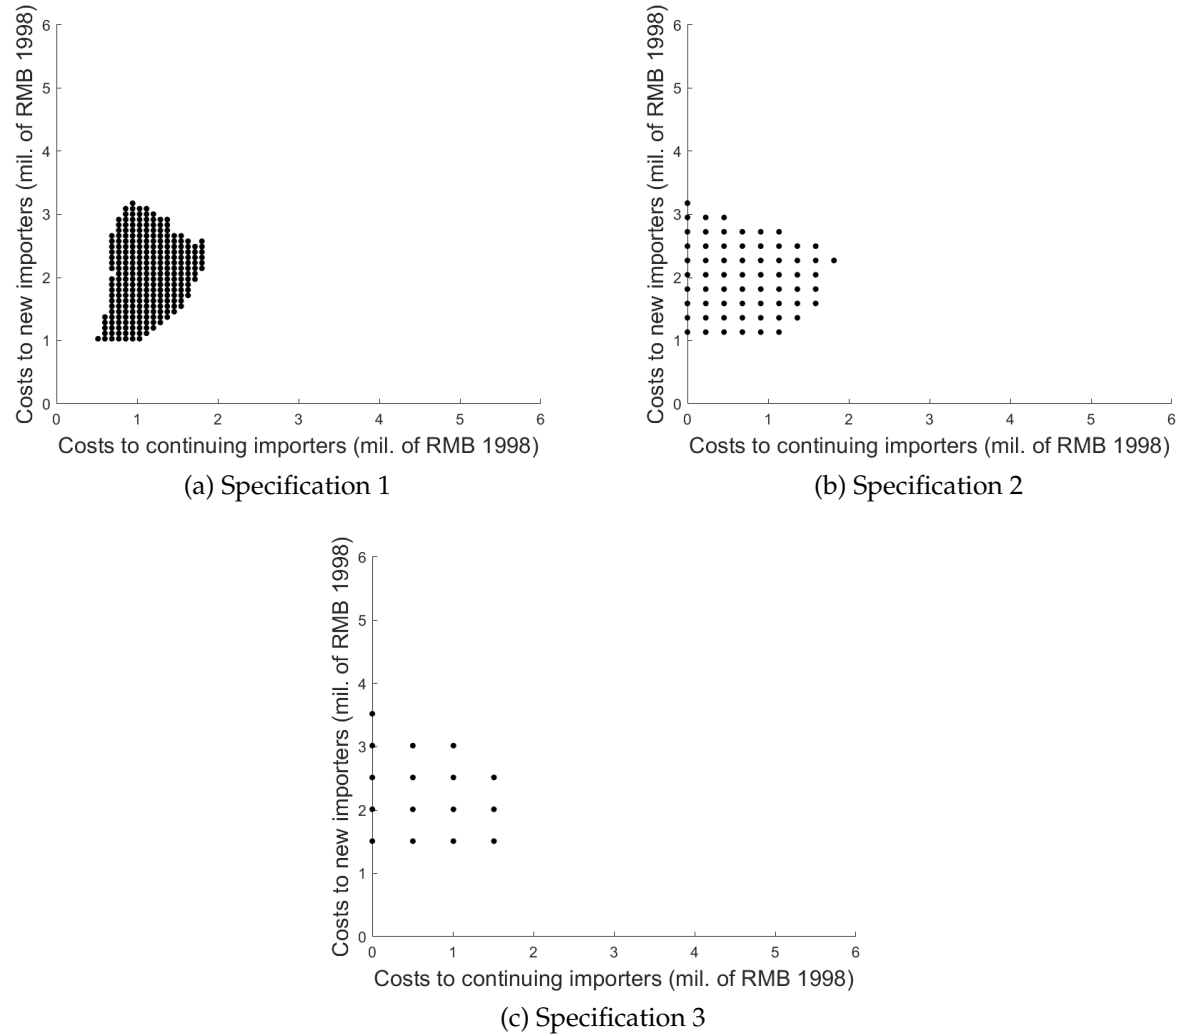 Costs to new importers (mil. of RMB 1998)
6
5
4
3
2
1
0
0 1 2 3 4 5 6
Costs to continuing importers (mil. of RMB 1998)
(a) Specification 1
Costs to new importers (mil. of RMB 1998)
6
5
4
3
2
1
0
0 1 2 3 4 5 6
Costs to continuing importers (mil. of RMB 1998)
(b) Specification 2
Costs to new importers (mil. of RMB 1998)
6
5
4
3
2
1
0
0 1 2 3 4 5 6
Costs to continuing importers (mil. of RMB 1998)
(c) Specification 3